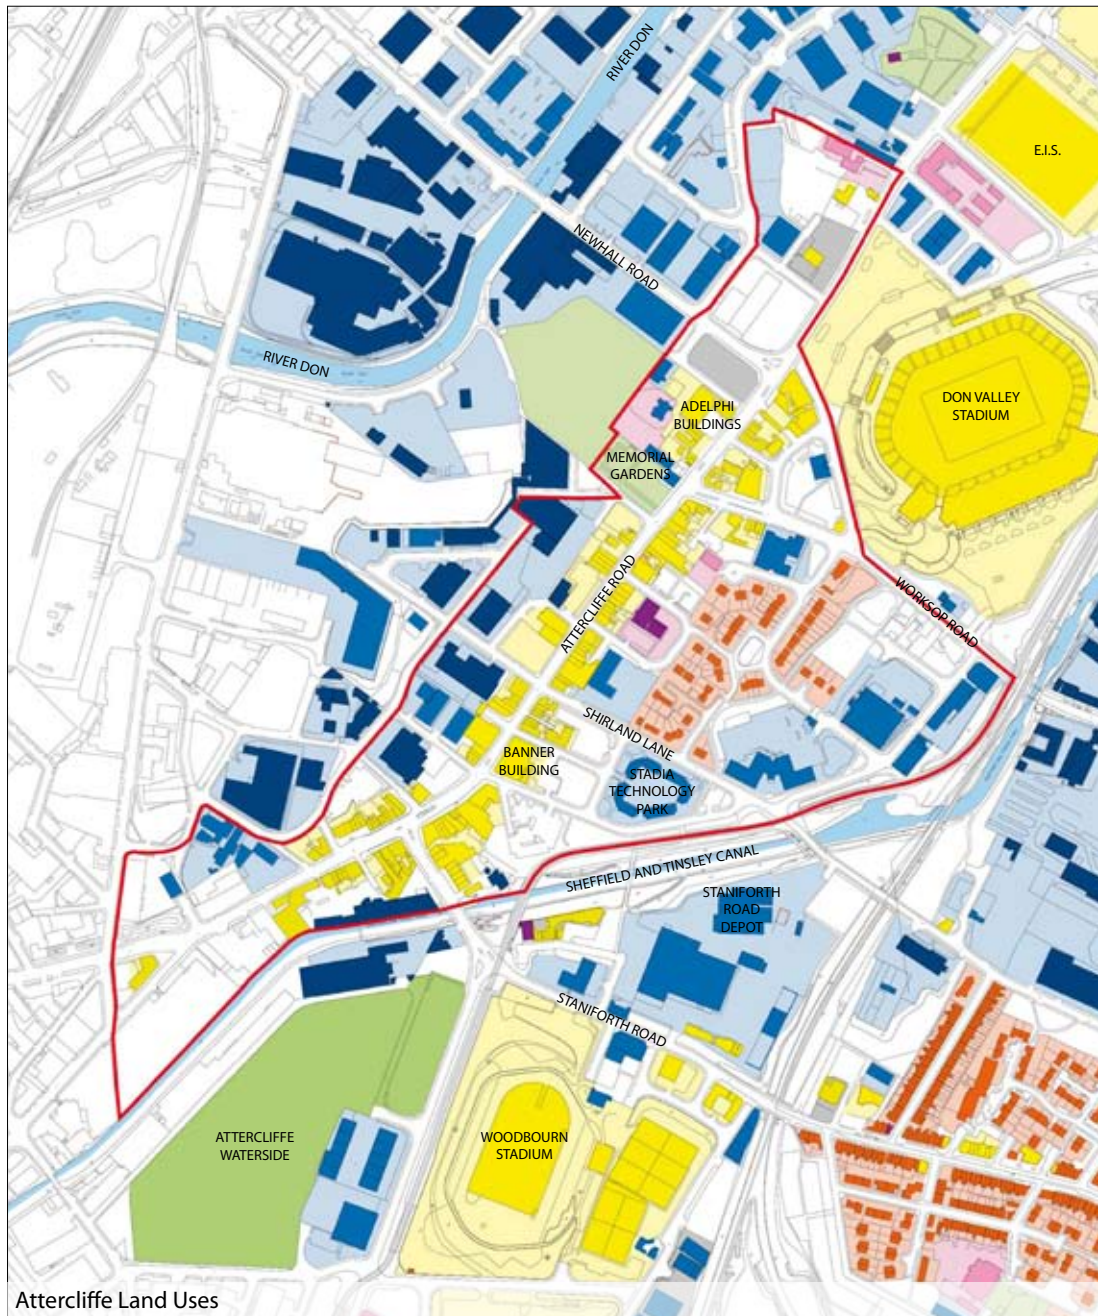 RIVER DON
E.I.S.
NEWHALL ROAD
RIVER DON
DON VALLEY
STADIUM
ADELPHI
BUILDINGS
MEMORIAL
GARDENS
ATTERCLIFFE ROAD
WORKSOP ROAD
SHIRLAND LANE
BANNER
BUILDING
STADIA
TECHNOLOGY
PARK
SHEFFIELD AND TINSLEY CANAL
STANIFORTH
ROAD
DEPOT
STANIFORTH ROAD
ATTERCLIFFE
WATERSIDE
WOODBOURN
STADIUM
Attercliffe Land Uses